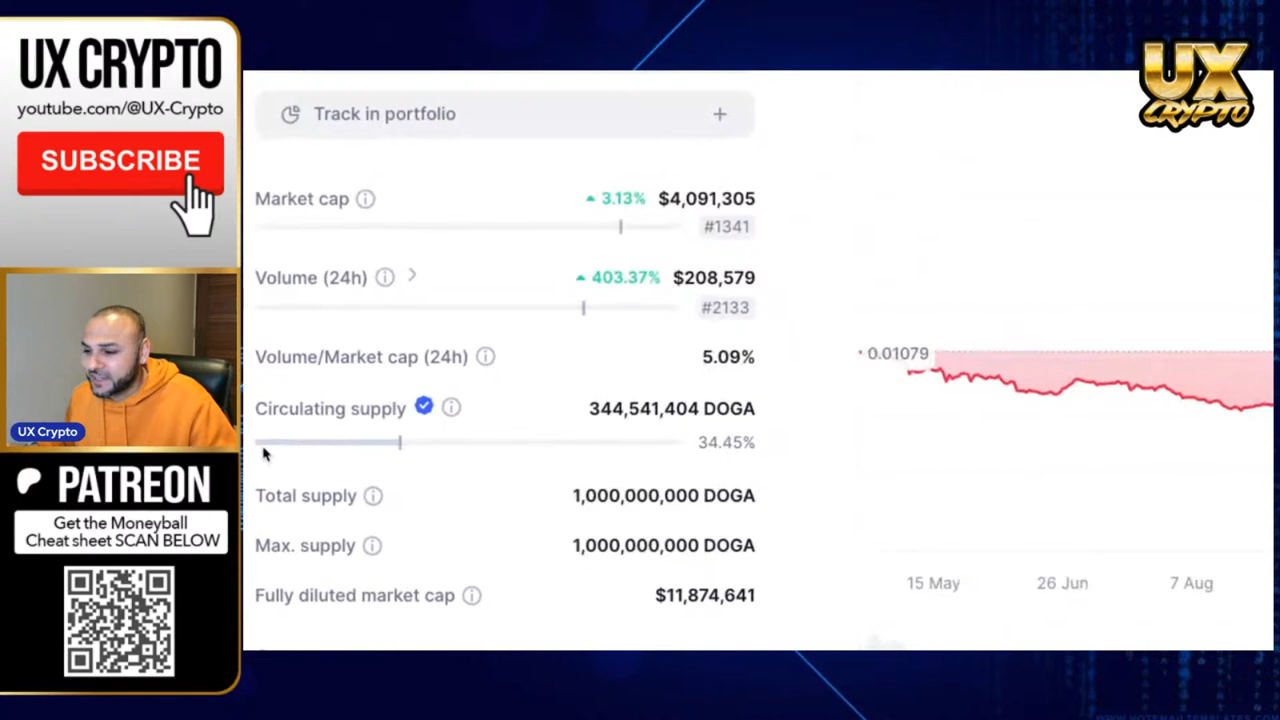 UX CRYPTO
youtube.com/@UX-Crypto
SUBSCRIBE
UX Crypto
PATREON
Get the Moneyball
Cheat sheet SCAN BELOW
Track in portfolio
Market cap 3.13% $4,091,305
#1341
Volume (24h) 403.37% $208,579
#2133
Volume/Market cap (24h) 5.09%
Circulating supply 344,541,404 DOGA
34.45%
Total supply 1,000,000,000 DOGA
Max. supply 1,000,000,000 DOGA
Fully diluted market cap $11,874,641
UX
CRYPTO
0.01079
15 May 26 Jun 7 Aug